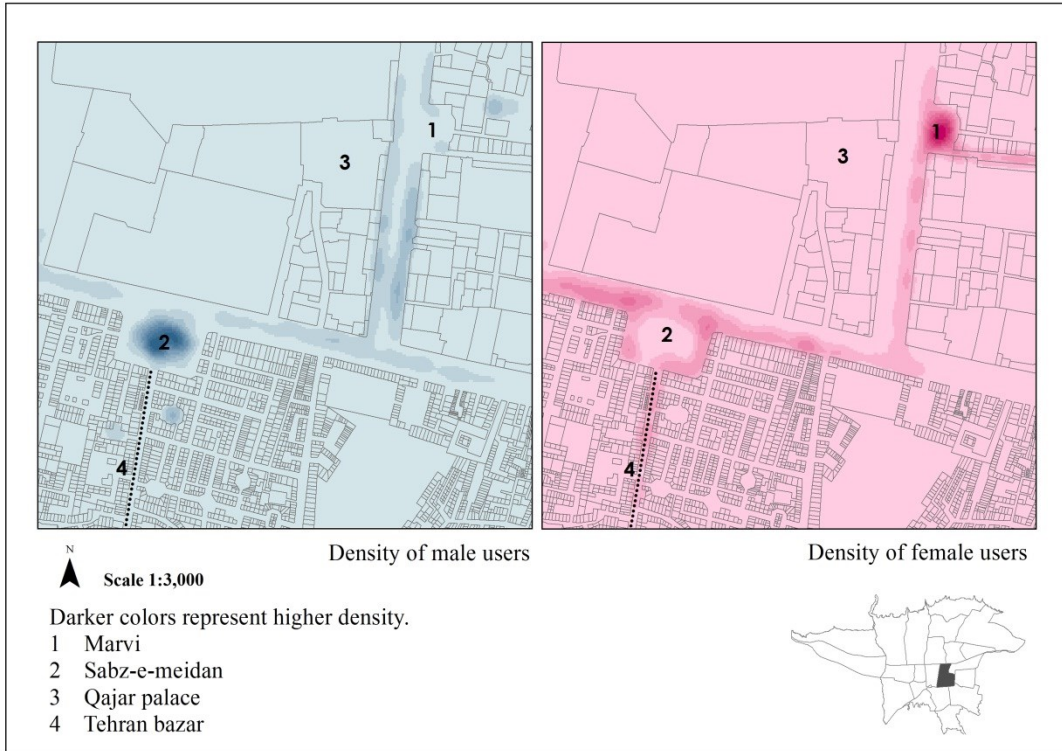 1
3
2
4
1
3
2
4
Density of male users
Density of female users
N
Scale 1:3,000
Darker colors represent higher density.
1 Marvi
2 Sabz-e-meidan
3 Qajar palace
4 Tehran bazar